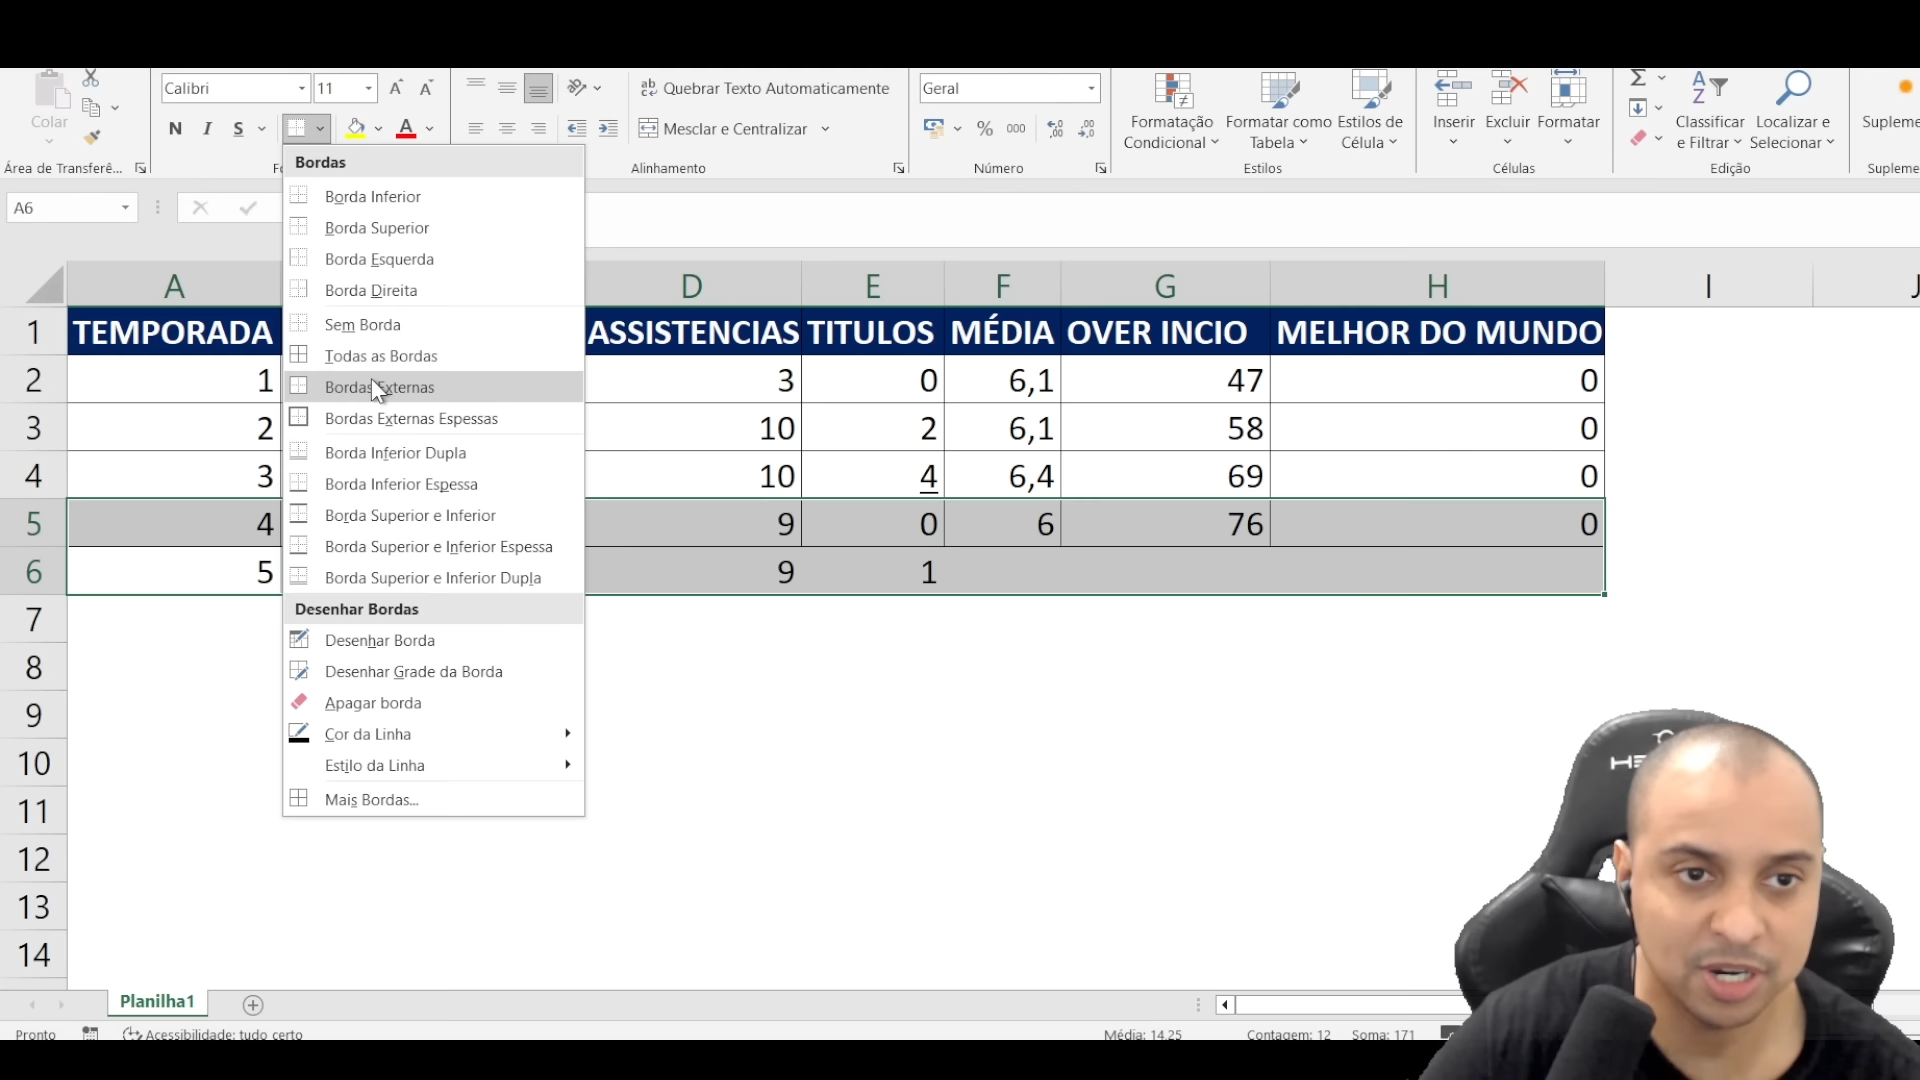 Calibri 11 ab Quebrar Texto Automaticamente Geral
Colar
N I S Mesclar e Centralizar % 000
Formatação Condicional
Formatar como Tabela
Estilos de Célula
Inserir Excluir Formatar
Classificar e Filtrar
Localizar e Selecionar
Supleme
Área de Transferê... Alinhamento Número Estilos Células Edição Supleme
A6
Bordas
Borda Inferior
Borda Superior
Borda Esquerda
Borda Direita
Sem Borda
Todas as Bordas
Bordas Externas
Bordas Externas Espessas
Borda Inferior Dupla
Borda Inferior Espessa
Borda Superior e Inferior
Borda Superior e Inferior Espessa
Borda Superior e Inferior Dupla
Desenhar Bordas
Desenhar Borda
Desenhar Grade da Borda
Apagar borda
Cor da Linha
Estilo da Linha
Mais Bordas...
A D E F G H I J
1 TEMPORADA ASSISTENCIAS TITULOS MÉDIA OVER INCIO MELHOR DO MUNDO
2 1 3 0 6,1 47 0
3 2 10 2 6,1 58 0
4 3 10 4 6,4 69 0
5 4 9 0 6 76 0
6 5 9 1
7
8
9
10
11
12
13
14
Planilha1
Pronto Acessibilidade: tudo certo Média: 14,25 Contagem: 12 Soma: 171